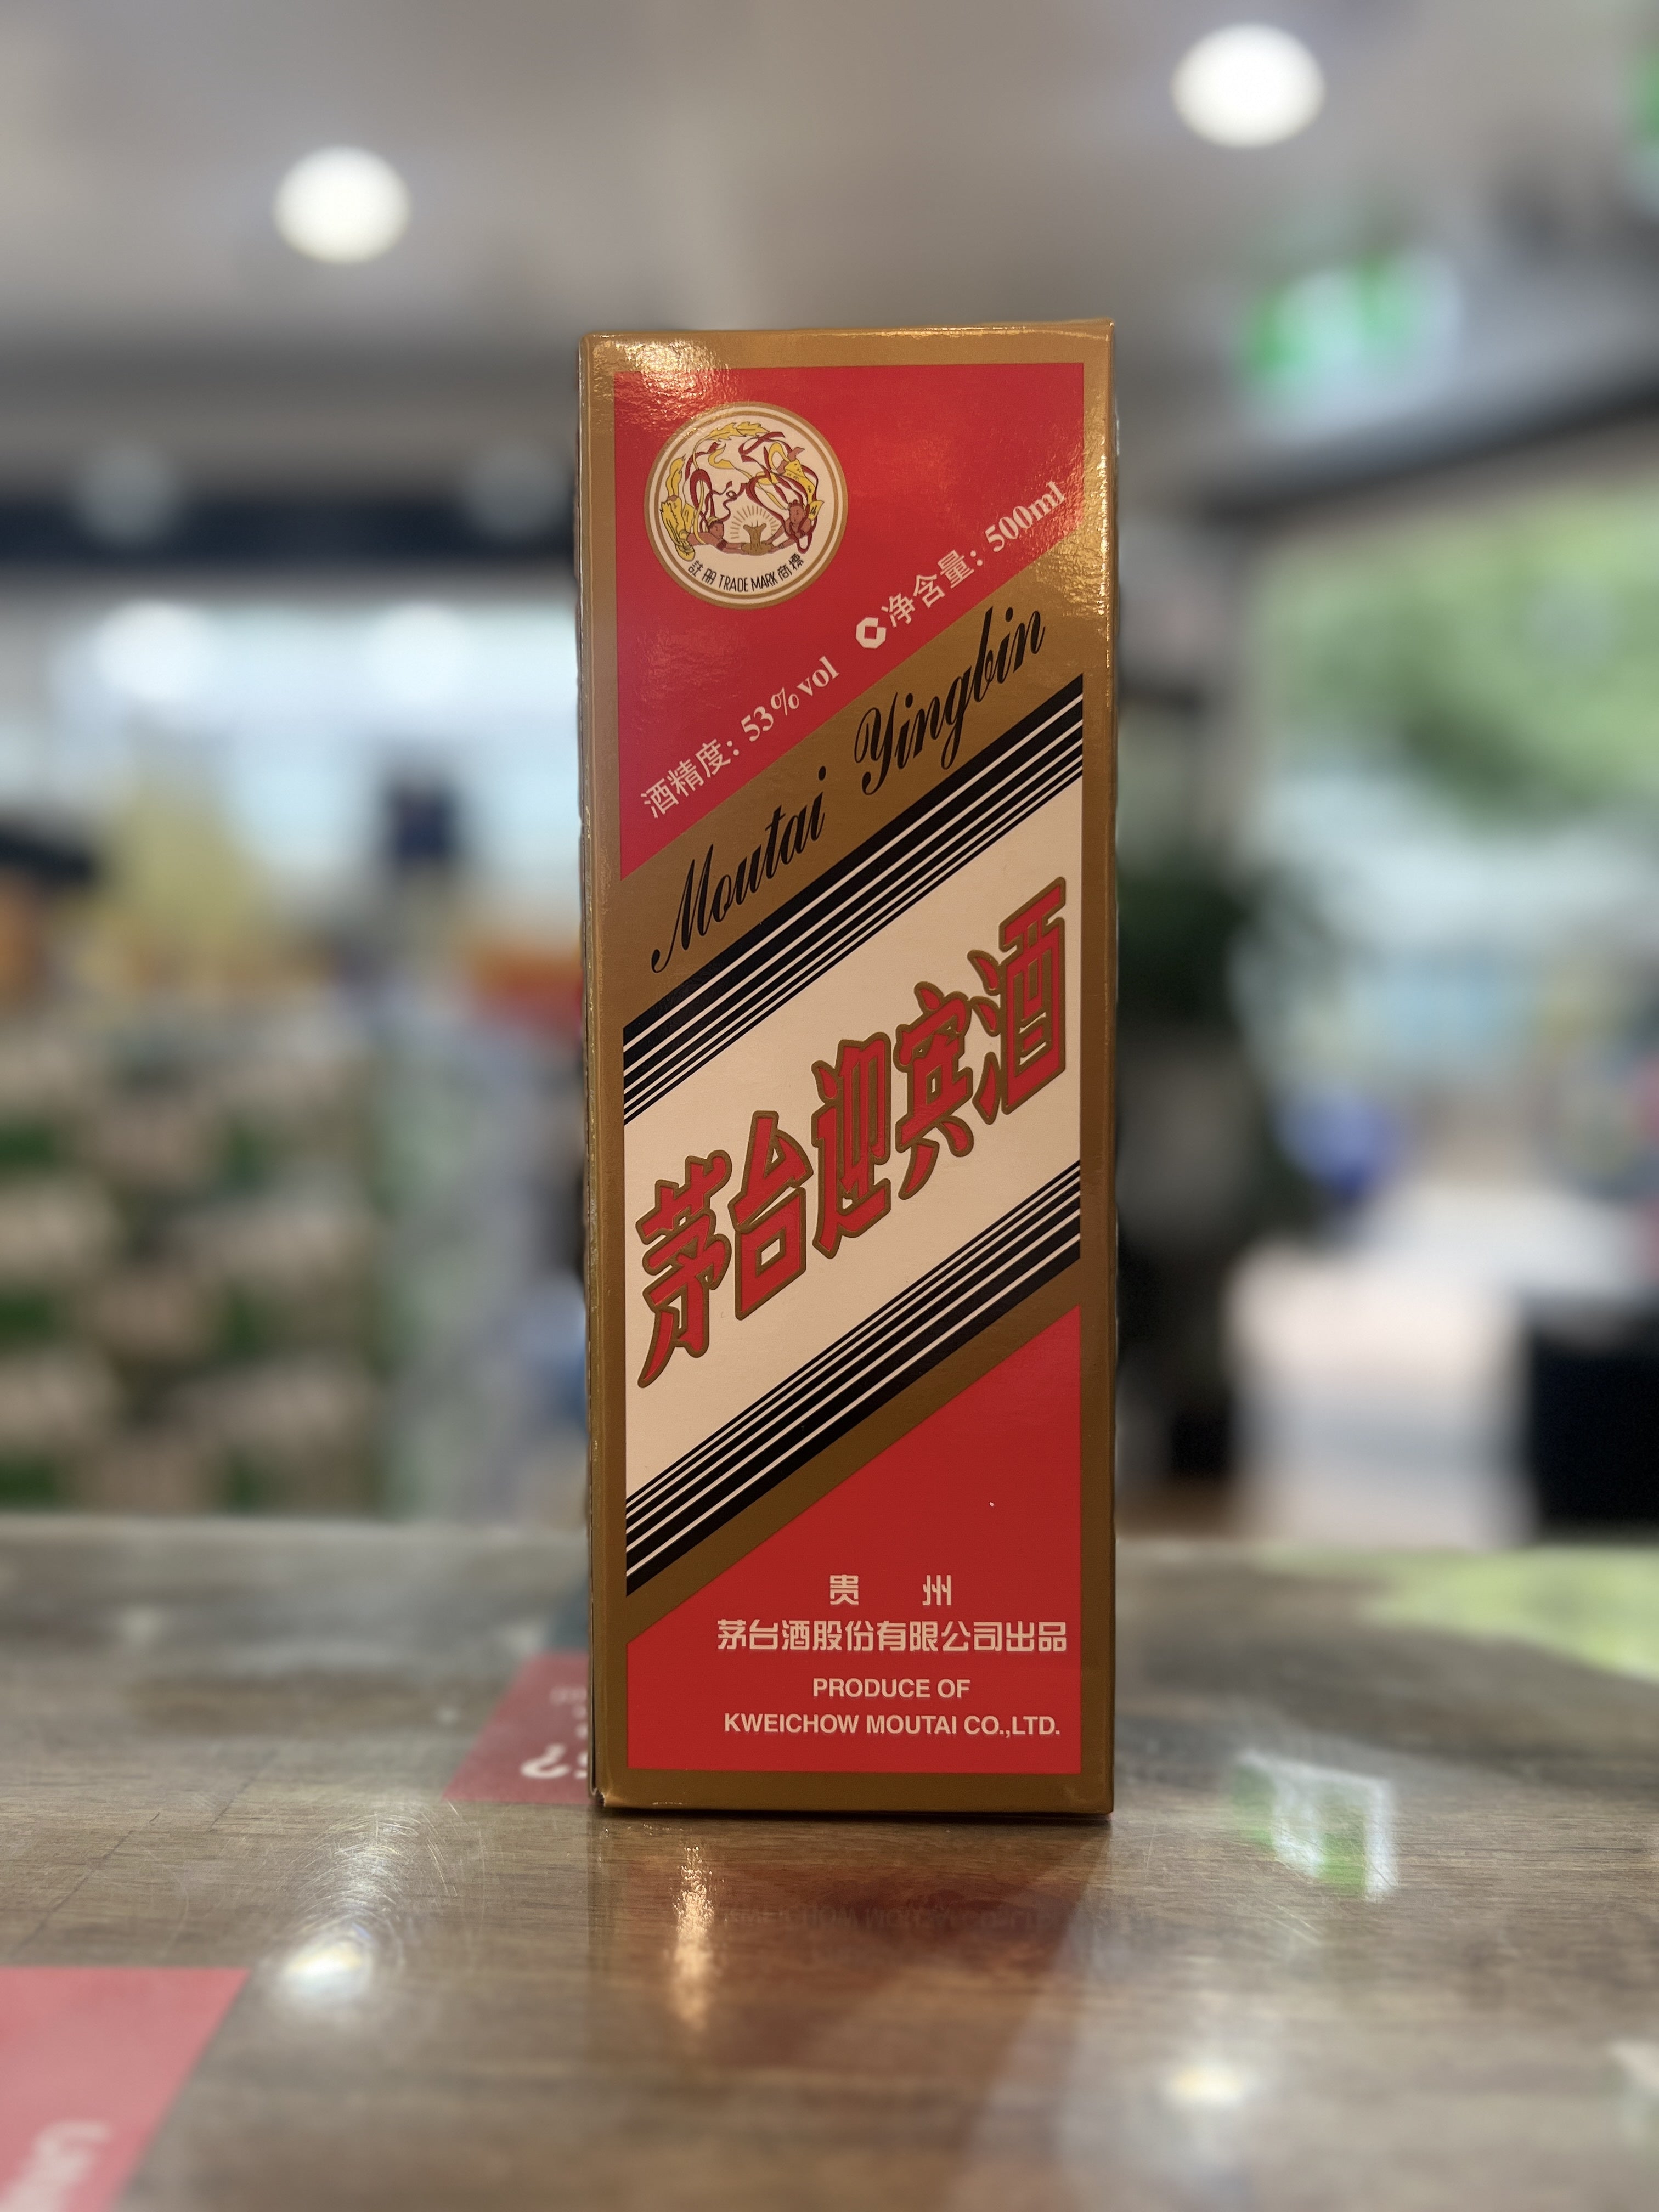 註册 TRADE MARK 商標
酒精度：53%vol 净含量：500ml
Moutai Yingbin
茅台迎宾酒
贵 州
茅台酒股份有限公司出品
PRODUCE OF
KWEICHOW MOUTAI CO.,LTD.